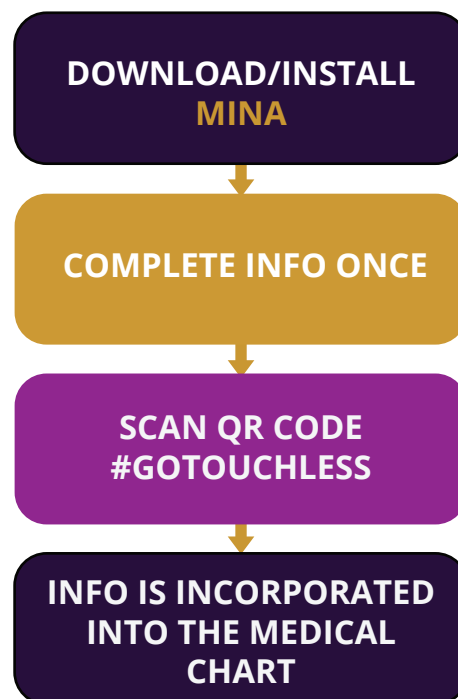 DOWNLOAD/INSTALL
MINA
COMPLETE INFO ONCE
SCAN QR CODE
#GOTOUCHLESS
INFO IS INCORPORATED
INTO THE MEDICAL
CHART